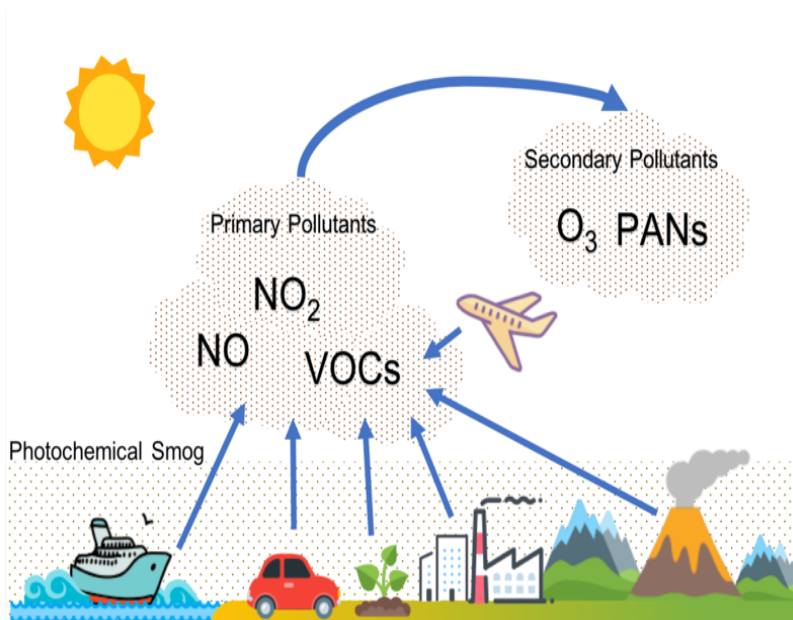 Secondary Pollutants
O₃ PANs
Primary Pollutants
NO₂
NO
VOCs
Photochemical Smog